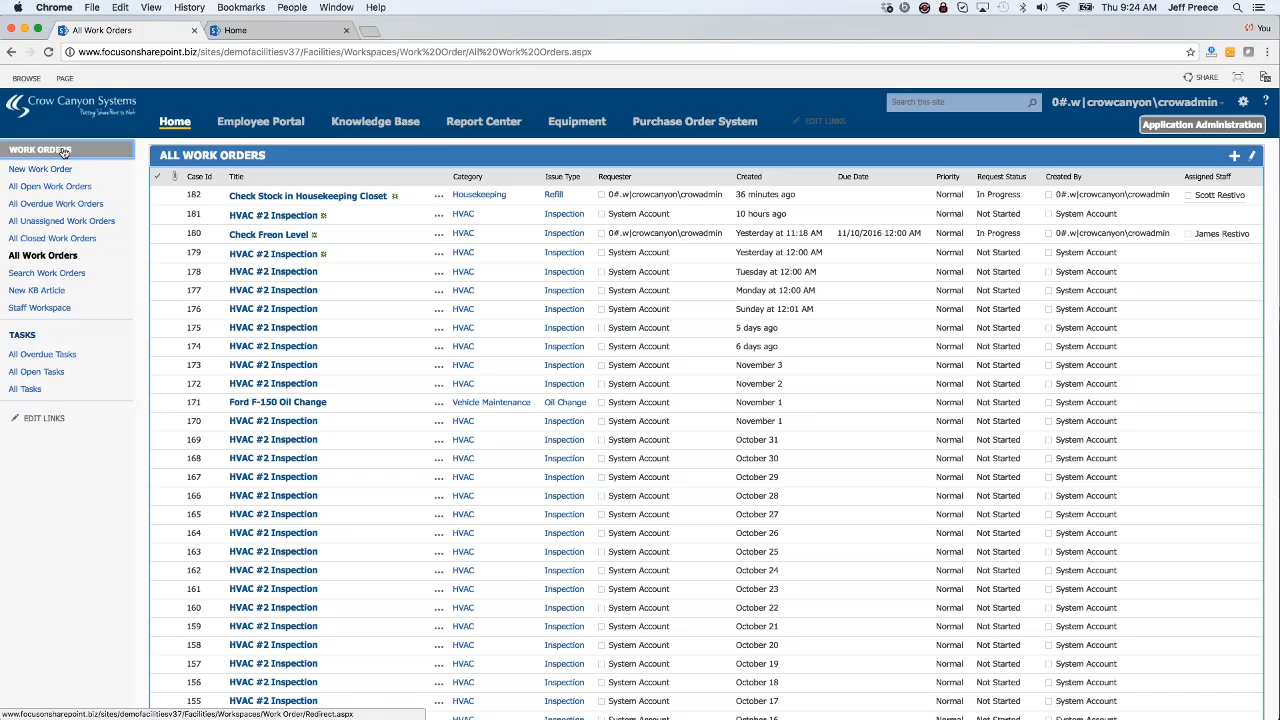 Chrome File Edit View History Bookmarks People Window Help Thu 9:24 AM Jeff Preece
All Work Orders Home You
www.focusonsharepoint.biz/sites/demofacilitiesv37/Facilities/Workspaces/Work%20Order/All%20Work%20Orders.aspx
BROWSE PAGE SHARE
Crow Canyon Systems
Putting SharePoint to Work
Search this site 0#.w|crowcanyon\crowadmin ?
Home Employee Portal Knowledge Base Report Center Equipment Purchase Order System EDIT LINKS Application Administration
WORK ORDERS
New Work Order
All Open Work Orders
All Overdue Work Orders
All Unassigned Work Orders
All Closed Work Orders
All Work Orders
Search Work Orders
New KB Article
Staff Workspace
TASKS
All Overdue Tasks
All Open Tasks
All Tasks
EDIT LINKS
ALL WORK ORDERS
Case Id Title Category Issue Type Requester Created Due Date Priority Request Status Created By Assigned Staff
182 Check Stock in Housekeeping Closet ... Housekeeping Refill 0#.w|crowcanyon\crowadmin 36 minutes ago Normal In Progress 0#.w|crowcanyon\crowadmin Scott Restivo
181 HVAC #2 Inspection ... HVAC Inspection System Account 10 hours ago Normal Not Started System Account
180 Check Freon Level ... HVAC Inspection 0#.w|crowcanyon\crowadmin Yesterday at 11:18 AM 11/10/2016 12:00 AM Normal In Progress 0#.w|crowcanyon\crowadmin James Restivo
179 HVAC #2 Inspection ... HVAC Inspection System Account Yesterday at 12:00 AM Normal Not Started System Account
178 HVAC #2 Inspection ... HVAC Inspection System Account Tuesday at 12:00 AM Normal Not Started System Account
177 HVAC #2 Inspection ... HVAC Inspection System Account Monday at 12:00 AM Normal Not Started System Account
176 HVAC #2 Inspection ... HVAC Inspection System Account Sunday at 12:01 AM Normal Not Started System Account
175 HVAC #2 Inspection ... HVAC Inspection System Account 5 days ago Normal Not Started System Account
174 HVAC #2 Inspection ... HVAC Inspection System Account 6 days ago Normal Not Started System Account
173 HVAC #2 Inspection ... HVAC Inspection System Account November 3 Normal Not Started System Account
172 HVAC #2 Inspection ... HVAC Inspection System Account November 2 Normal Not Started System Account
171 Ford F-150 Oil Change ... Vehicle Maintenance Oil Change System Account November 1 Normal Not Started System Account
170 HVAC #2 Inspection ... HVAC Inspection System Account November 1 Normal Not Started System Account
169 HVAC #2 Inspection ... HVAC Inspection System Account October 31 Normal Not Started System Account
168 HVAC #2 Inspection ... HVAC Inspection System Account October 30 Normal Not Started System Account
167 HVAC #2 Inspection ... HVAC Inspection System Account October 29 Normal Not Started System Account
166 HVAC #2 Inspection ... HVAC Inspection System Account October 28 Normal Not Started System Account
165 HVAC #2 Inspection ... HVAC Inspection System Account October 27 Normal Not Started System Account
164 HVAC #2 Inspection ... HVAC Inspection System Account October 26 Normal Not Started System Account
163 HVAC #2 Inspection ... HVAC Inspection System Account October 25 Normal Not Started System Account
162 HVAC #2 Inspection ... HVAC Inspection System Account October 24 Normal Not Started System Account
161 HVAC #2 Inspection ... HVAC Inspection System Account October 23 Normal Not Started System Account
160 HVAC #2 Inspection ... HVAC Inspection System Account October 22 Normal Not Started System Account
159 HVAC #2 Inspection ... HVAC Inspection System Account October 21 Normal Not Started System Account
158 HVAC #2 Inspection ... HVAC Inspection System Account October 20 Normal Not Started System Account
157 HVAC #2 Inspection ... HVAC Inspection System Account October 19 Normal Not Started System Account
156 HVAC #2 Inspection ... HVAC Inspection System Account October 18 Normal Not Started System Account
155 HVAC #2 Inspection ... HVAC Inspection System Account October 17 Normal Not Started System Account
www.focusonsharepoint.biz/sites/demofacilitiesv37/Facilities/Workspaces/Work Order/Redirect.aspx